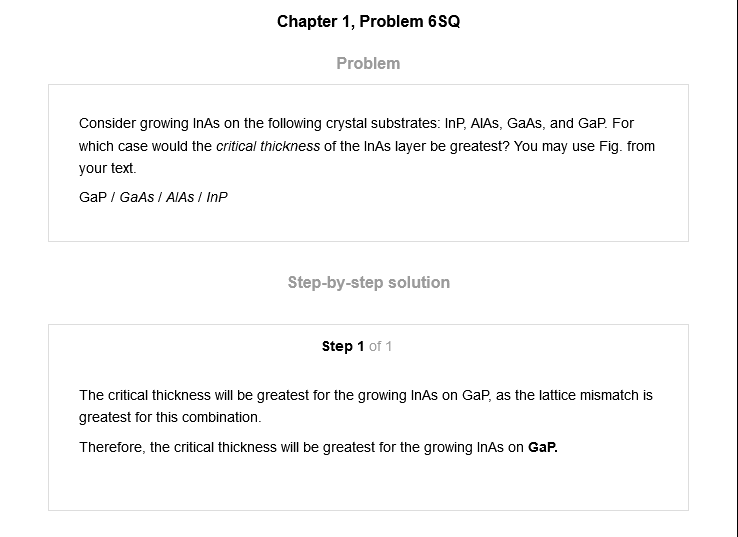 Chapter 1, Problem 6SQ
Problem
Consider growing InAs on the following crystal substrates: InP, AlAs, GaAs, and GaP. For
which case would the critical thickness of the InAs layer be greatest? You may use Fig. from
your text.
GaP / GaAs / AlAs / InP
Step-by-step solution
Step 1 of 1
The critical thickness will be greatest for the growing InAs on GaP, as the lattice mismatch is
greatest for this combination.
Therefore, the critical thickness will be greatest for the growing InAs on GaP.